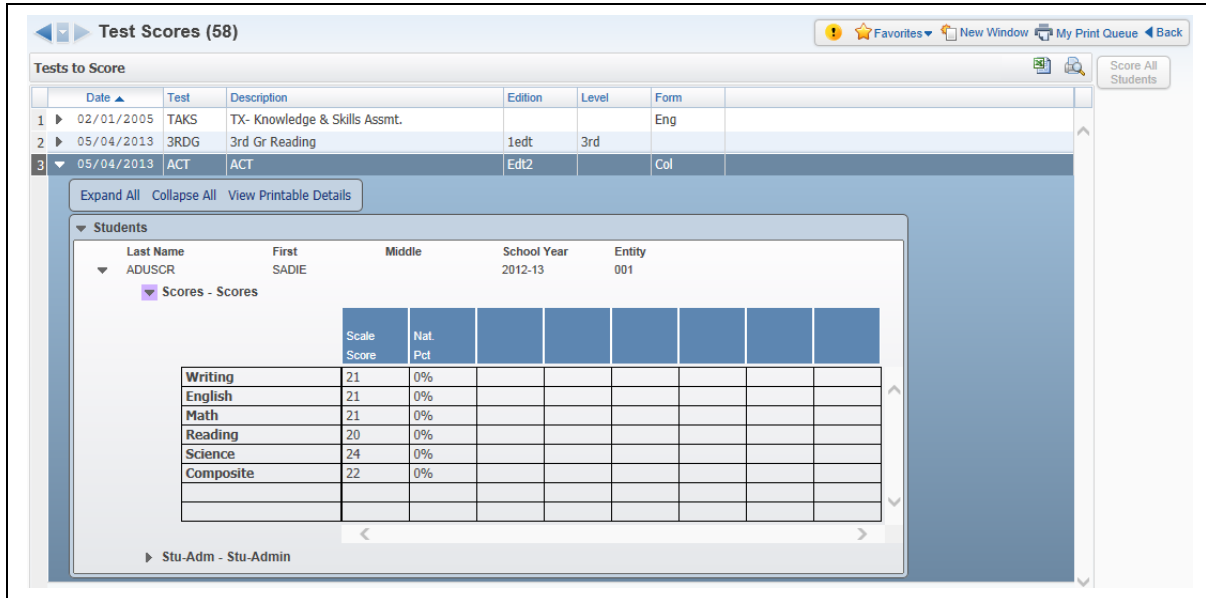 Test Scores (58)
Favorites New Window My Print Queue Back
Tests to Score
Score All
Students
Date Test Description Edition Level Form
1 02/01/2005 TAKS TX- Knowledge & Skills Assmt. Eng
2 05/04/2013 3RDG 3rd Gr Reading 1edt 3rd
3 05/04/2013 ACT ACT Edt2 Col
Expand All Collapse All View Printable Details
Students
Last Name First Middle School Year Entity
ADUSCR SADIE 2012-13 001
Scores - Scores
Scale Nat.
Score Pct
Writing 21 0%
English 21 0%
Math 21 0%
Reading 20 0%
Science 24 0%
Composite 22 0%
Stu-Adm - Stu-Admin